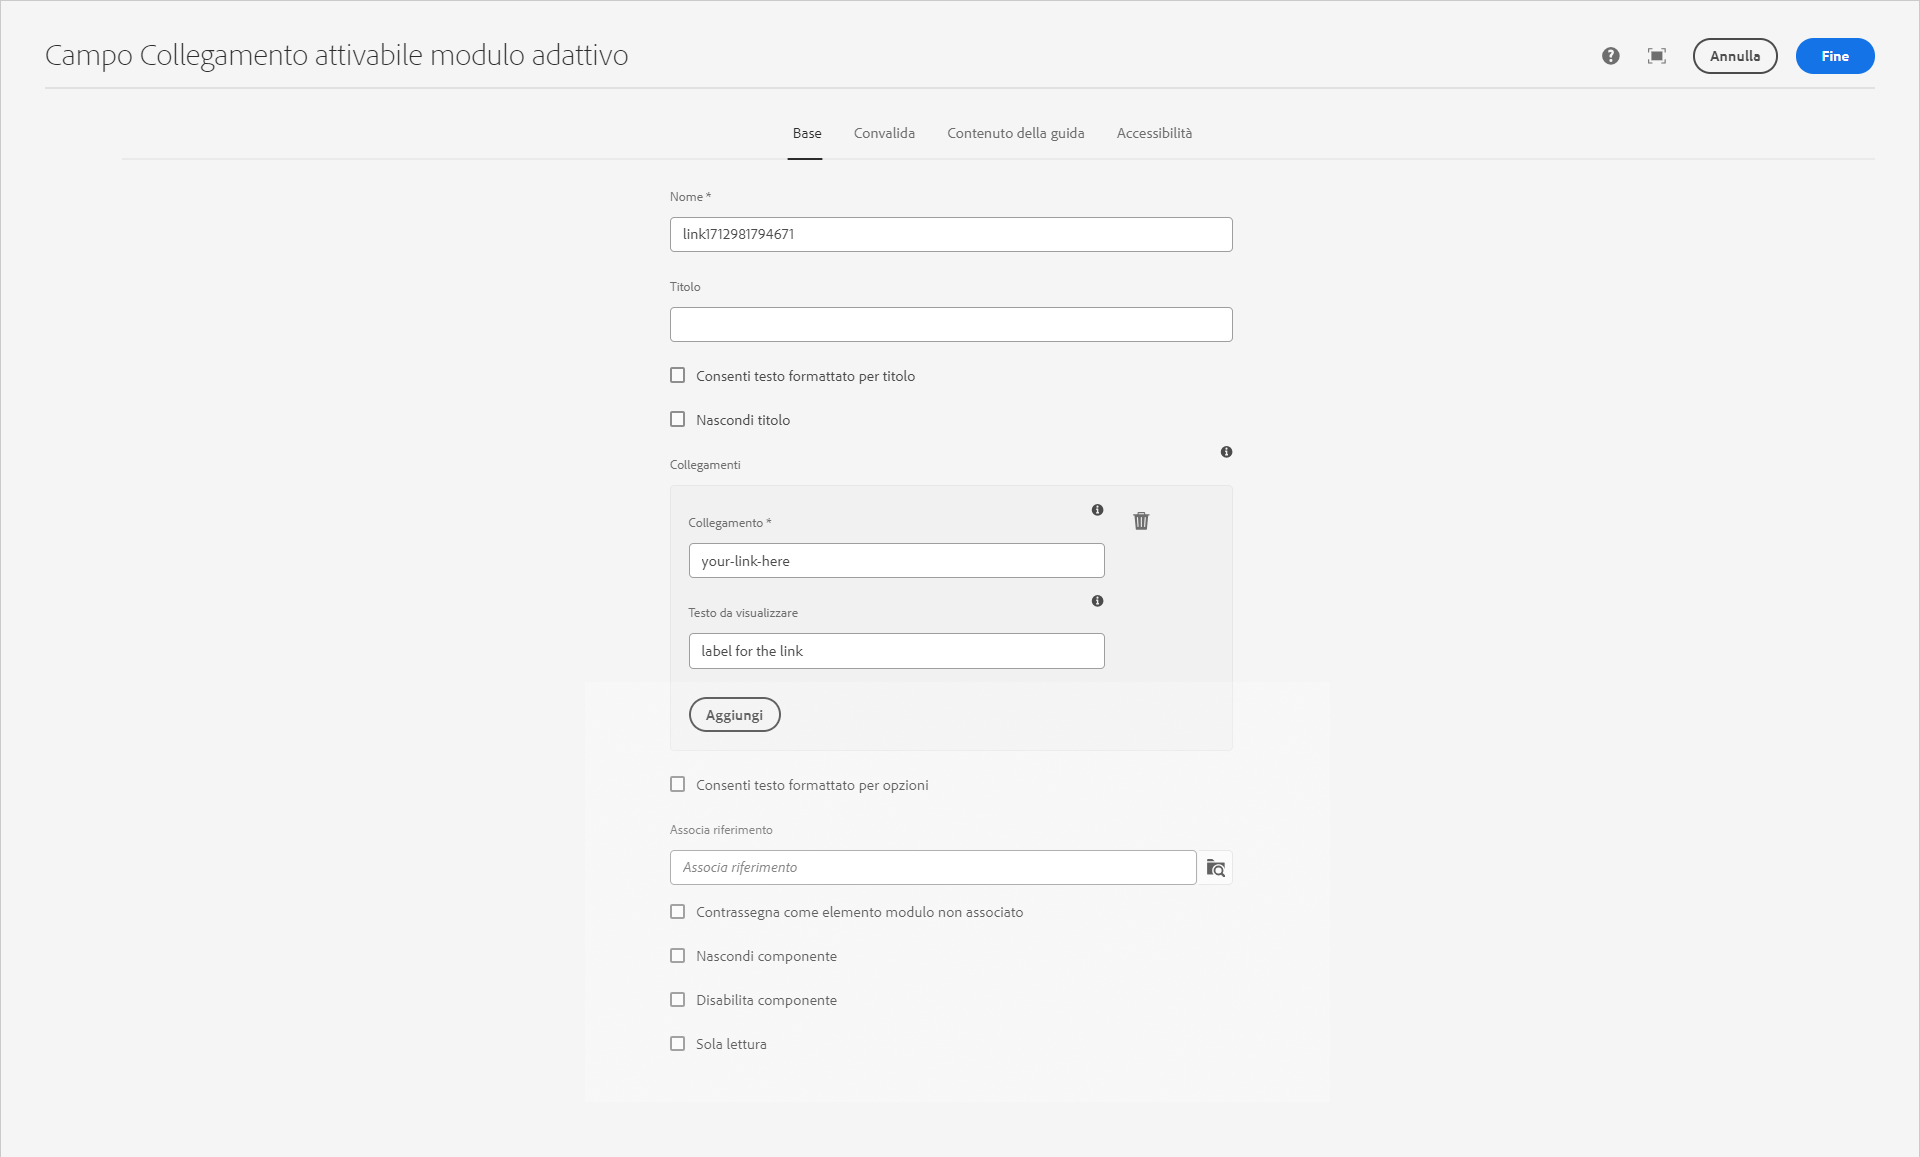 Campo Collegamento attivabile modulo adattivo
Annulla
Fine
Base
Convalida
Contenuto della guida
Accessibilità
Nome *
link1712981794671
Titolo
Consenti testo formattato per titolo
Nascondi titolo
Collegamenti
Collegamento *
your-link-here
Testo da visualizzare
label for the link
Aggiungi
Consenti testo formattato per opzioni
Associa riferimento
Associa riferimento
Contrassegna come elemento modulo non associato
Nascondi componente
Disabilita componente
Sola lettura